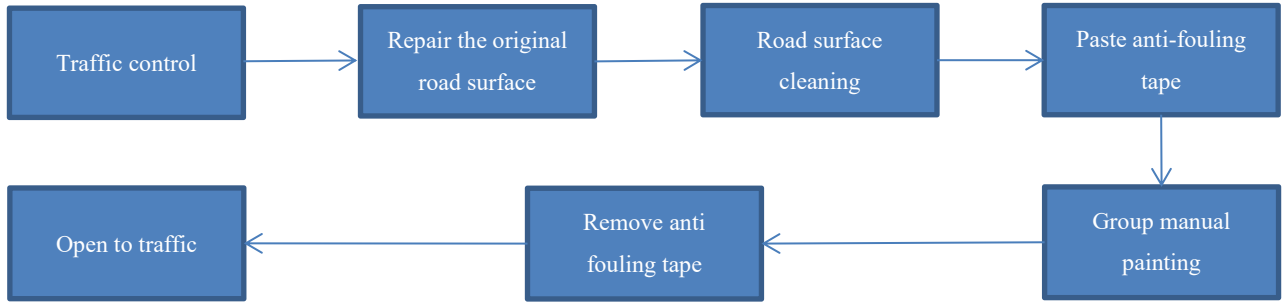 Traffic control
Repair the original
road surface
Road surface
cleaning
Paste anti-fouling
tape
Group manual
painting
Remove anti
fouling tape
Open to traffic